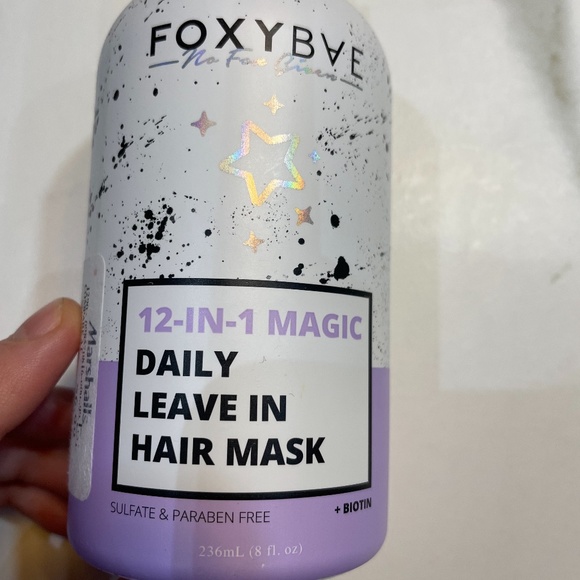 FOXYBAE
No Fox Given
12-IN-1 MAGIC
DAILY
LEAVE IN
HAIR MASK
SULFATE & PARABEN FREE
+ BIOTIN
236mL (8 fl. oz)
Marshalls